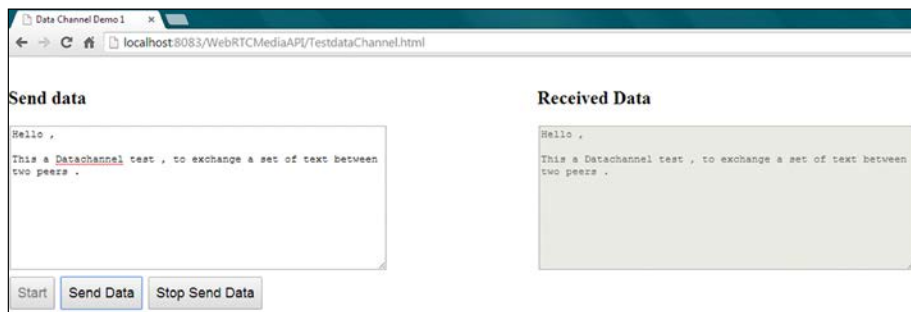 Data Channel Demo 1
localhost:8083/WebRTCMediaAPI/TestdataChannel.html
Send data
Hello ,
This a Datachannel test , to exchange a set of text between
two peers .
Start Send Data Stop Send Data
Received Data
Hello ,
This a Datachannel test , to exchange a set of text between
two peers .